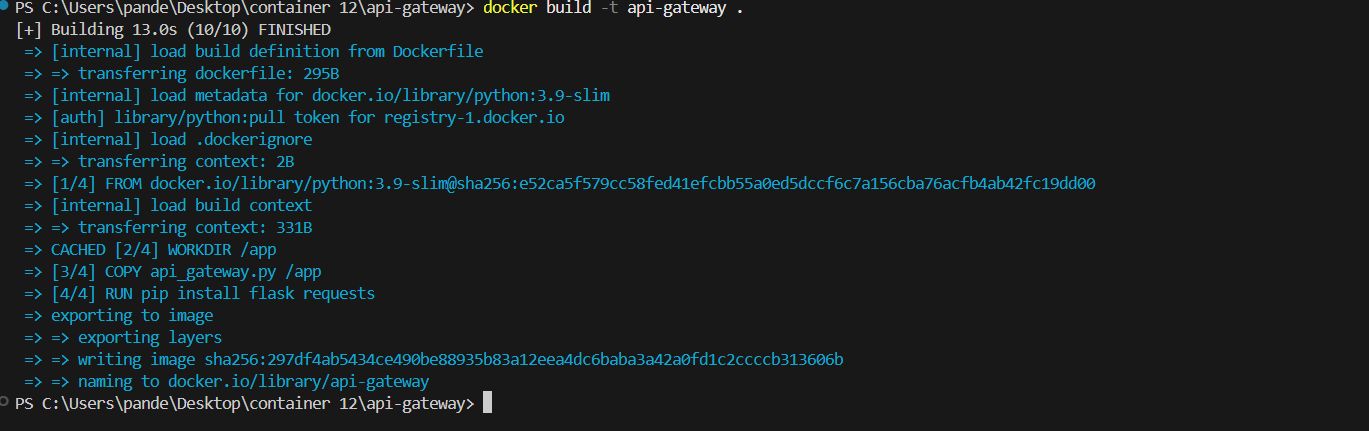 PS C:\Users\pande\Desktop\container 12\api-gateway> docker build -t api-gateway .
[+] Building 13.0s (10/10) FINISHED
=> [internal] load build definition from Dockerfile
=> => transferring dockerfile: 295B
=> [internal] load metadata for docker.io/library/python:3.9-slim
=> [auth] library/python:pull token for registry-1.docker.io
=> [internal] load .dockerignore
=> => transferring context: 2B
=> [1/4] FROM docker.io/library/python:3.9-slim@sha256:e52ca5f579cc58fed41efcbb55a0ed5dccf6c7a156cba76acfb4ab42fc19dd00
=> [internal] load build context
=> => transferring context: 331B
=> CACHED [2/4] WORKDIR /app
=> [3/4] COPY api_gateway.py /app
=> [4/4] RUN pip install flask requests
=> exporting to image
=> => exporting layers
=> => writing image sha256:297df4ab5434ce490be88935b83a12eea4dc6baba3a42a0fd1c2ccccb313606b
=> => naming to docker.io/library/api-gateway
PS C:\Users\pande\Desktop\container 12\api-gateway>